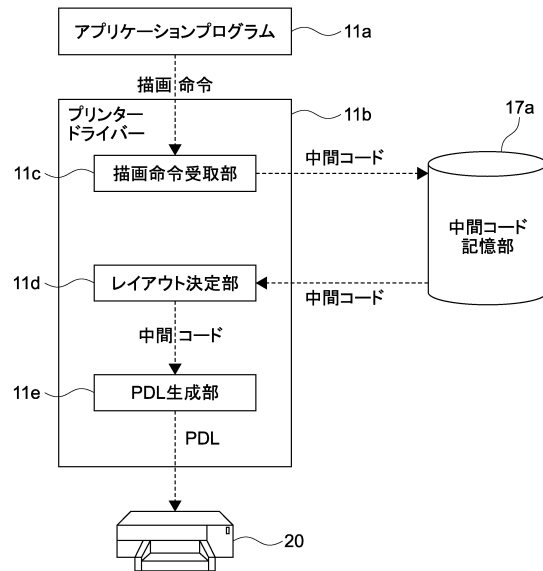 アプリケーションプログラム
11a
描画 命令
プリンター
ドライバー
11b
17a
11c
描画命令受取部
中間コード
中間コード
記憶部
11d
レイアウト決定部
中間コード
中間 コード
11e
PDL生成部
PDL
20